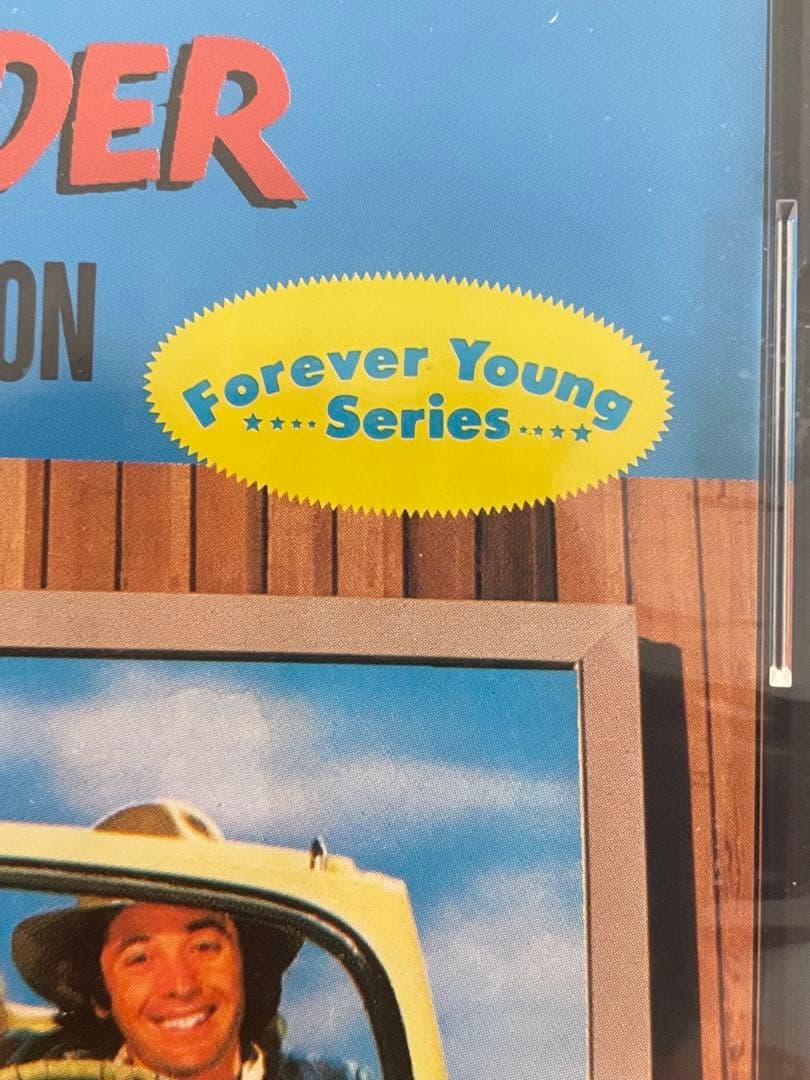 DER
ON
Forever Young
Series